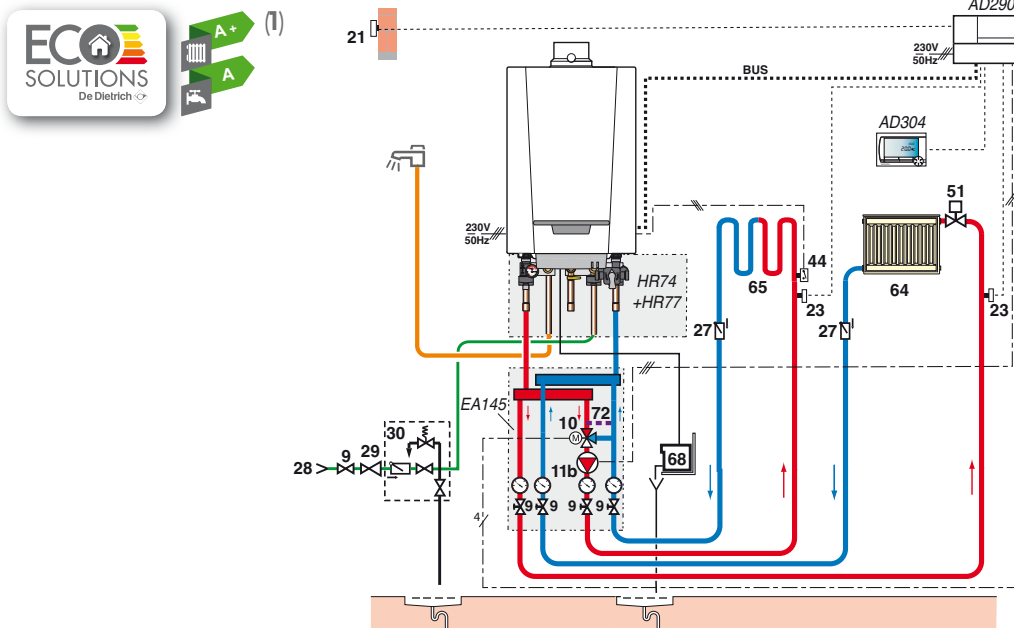 ECO
SOLUTIONS
De Dietrich
A+
A
(1)
21
AD290
230V
50Hz
BUS
AD304
51
230V
50Hz
44
HR74
+HR77
65
64
23
23
27
27
EA145
10
72
M
30
28
9
29
11b
68
9
9
9
9
4